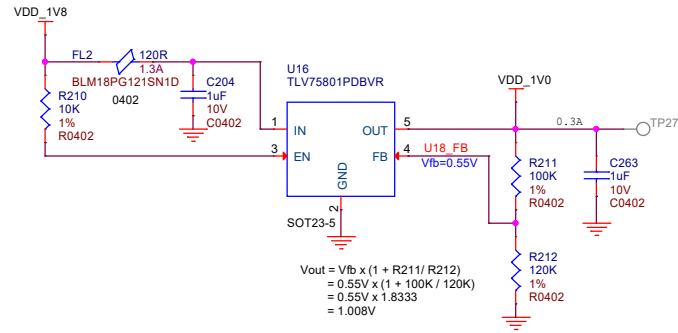 VDD_1V8
FL2 120R
1.3A
BLM18PG121SN1D
0402
R210
10K
1%
R0402
C204
1uF
10V
C0402
U16
TLV75801PDBVR
1 IN
3 EN
GND
2
OUT 5
FB 4
SOT23-5
U18_FB
Vfb=0.55V
VDD_1V0
0.3A
TP27
R211
100K
1%
R0402
C263
1uF
10V
C0402
R212
120K
1%
R0402
Vout = Vfb x (1 + R211/ R212)
= 0.55V x (1 + 100K / 120K)
= 0.55V x 1.8333
= 1.008V